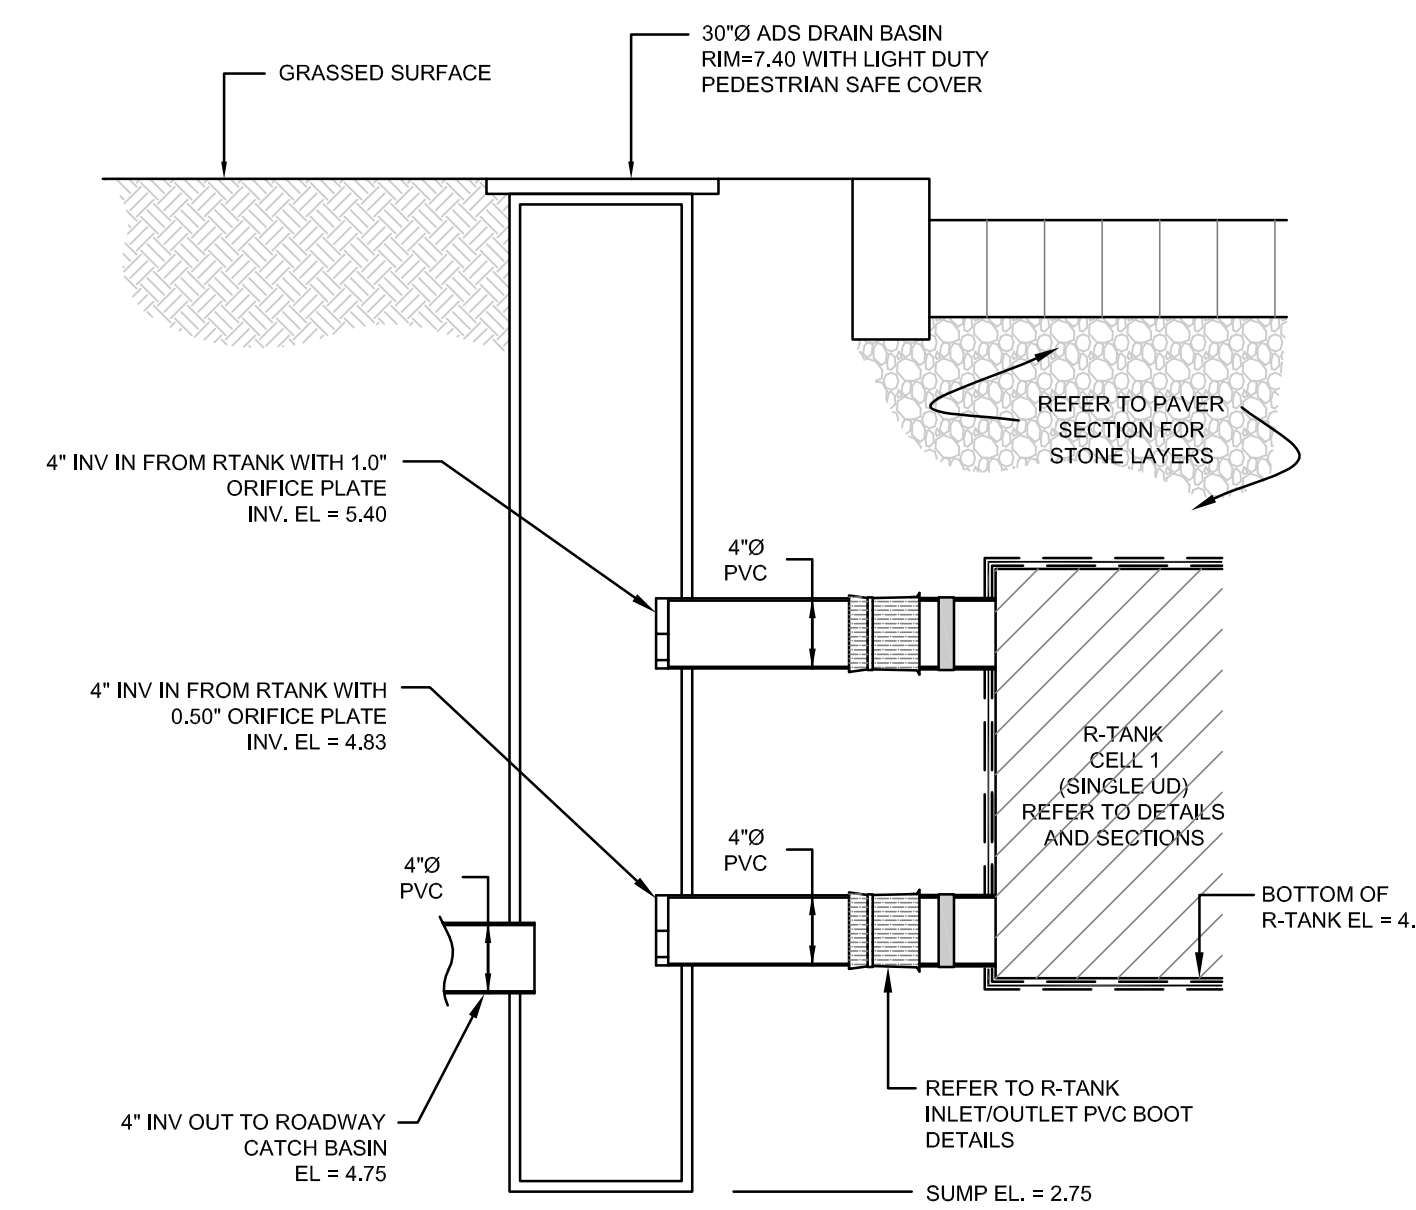 30"Ø ADS DRAIN BASIN
RIM=7.40 WITH LIGHT DUTY
PEDESTRIAN SAFE COVER
GRASSED SURFACE
REFER TO PAVER
SECTION FOR
STONE LAYERS
4" INV IN FROM RTANK WITH 1.0"
ORIFICE PLATE
INV. EL = 5.40
4"Ø
PVC
4" INV IN FROM RTANK WITH
0.50" ORIFICE PLATE
INV. EL = 4.83
R-TANK
CELL 1
(SINGLE UD)
REFER TO DETAILS
AND SECTIONS
4"Ø
PVC
4"Ø
PVC
BOTTOM OF
R-TANK EL = 4.
REFER TO R-TANK
INLET/OUTLET PVC BOOT
DETAILS
4" INV OUT TO ROADWAY
CATCH BASIN
EL = 4.75
SUMP EL. = 2.75